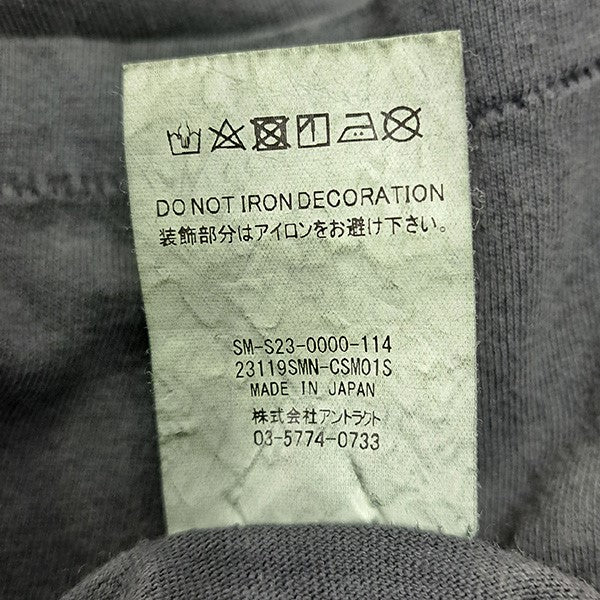 DO NOT IRON DECORATION
装飾部分はアイロンをお避け下さい。
SM-S23-0000-114
23119SMN-CSM01S
MADE IN JAPAN
株式会社アントラクト
03-5774-0733